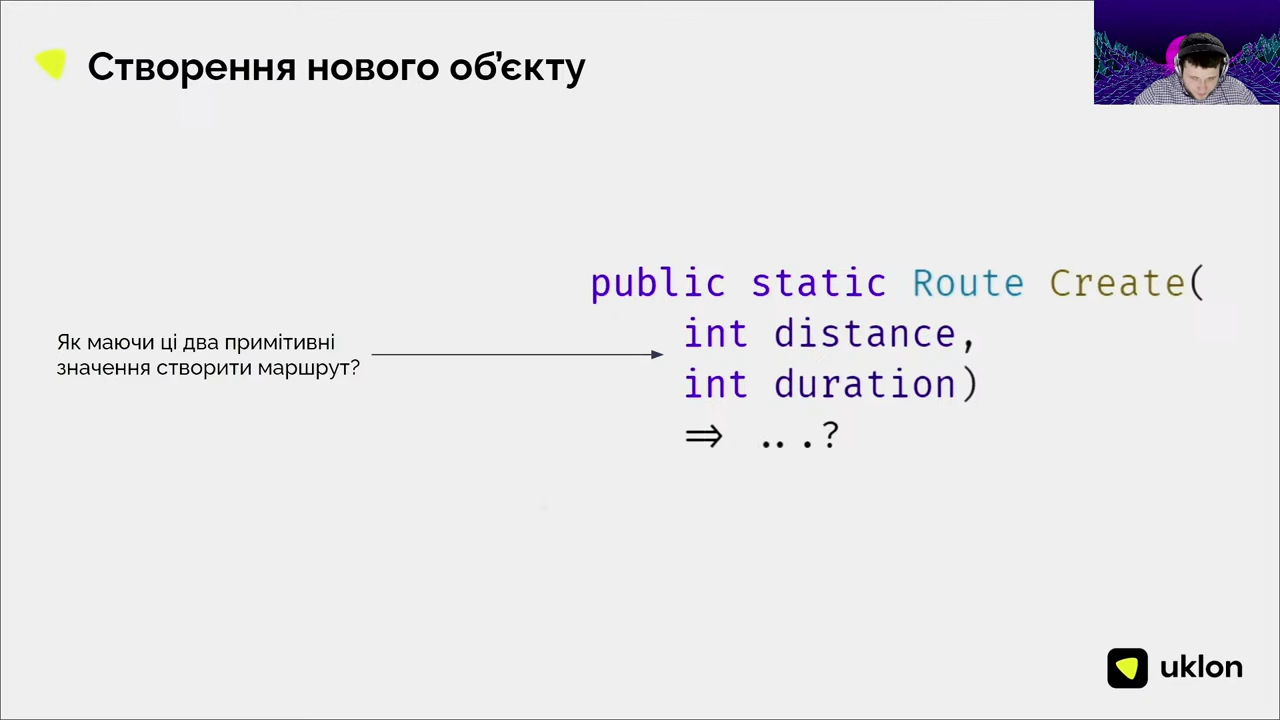 Створення нового об’єкту
Як маючи ці два примітивні
значення створити маршрут?
public static Route Create(
int distance,
int duration)
⇒ ...?
uklon